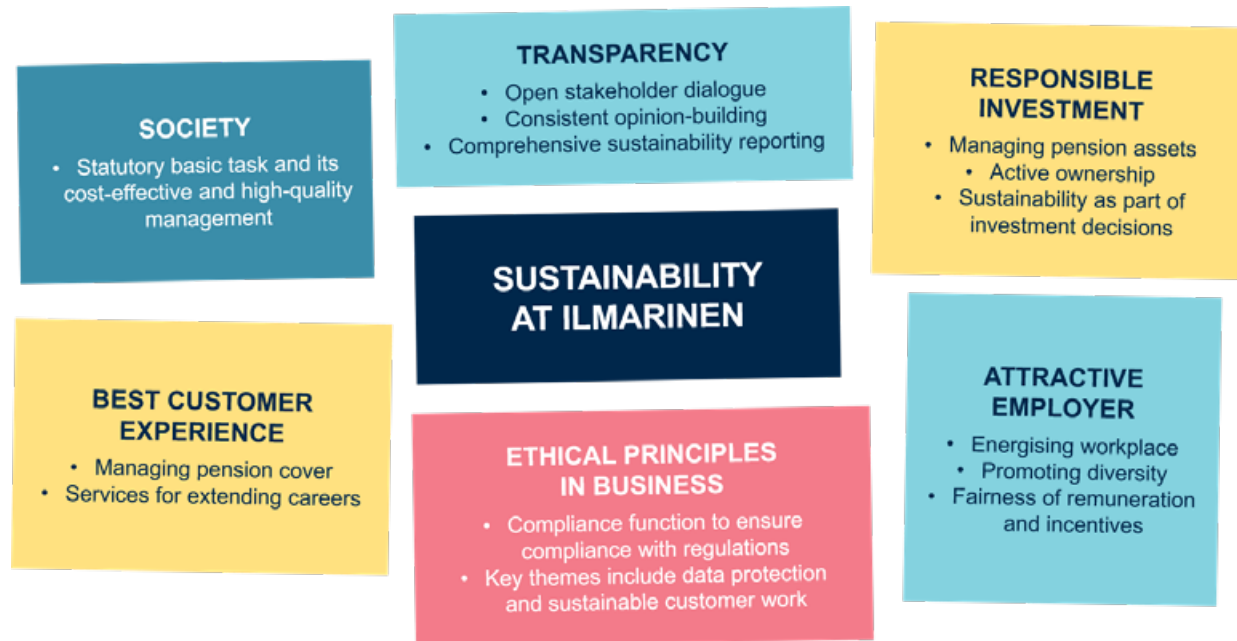 SOCIETY
• Statutory basic task and its
cost-effective and high-quality
management
TRANSPARENCY
• Open stakeholder dialogue
• Consistent opinion-building
• Comprehensive sustainability reporting
RESPONSIBLE
INVESTMENT
• Managing pension assets
• Active ownership
• Sustainability as part of
investment decisions
SUSTAINABILITY
AT ILMARINEN
BEST CUSTOMER
EXPERIENCE
• Managing pension cover
• Services for extending careers
ETHICAL PRINCIPLES
IN BUSINESS
• Compliance function to ensure
compliance with regulations
• Key themes include data protection
and sustainable customer work
ATTRACTIVE
EMPLOYER
• Energising workplace
• Promoting diversity
• Fairness of remuneration
and incentives